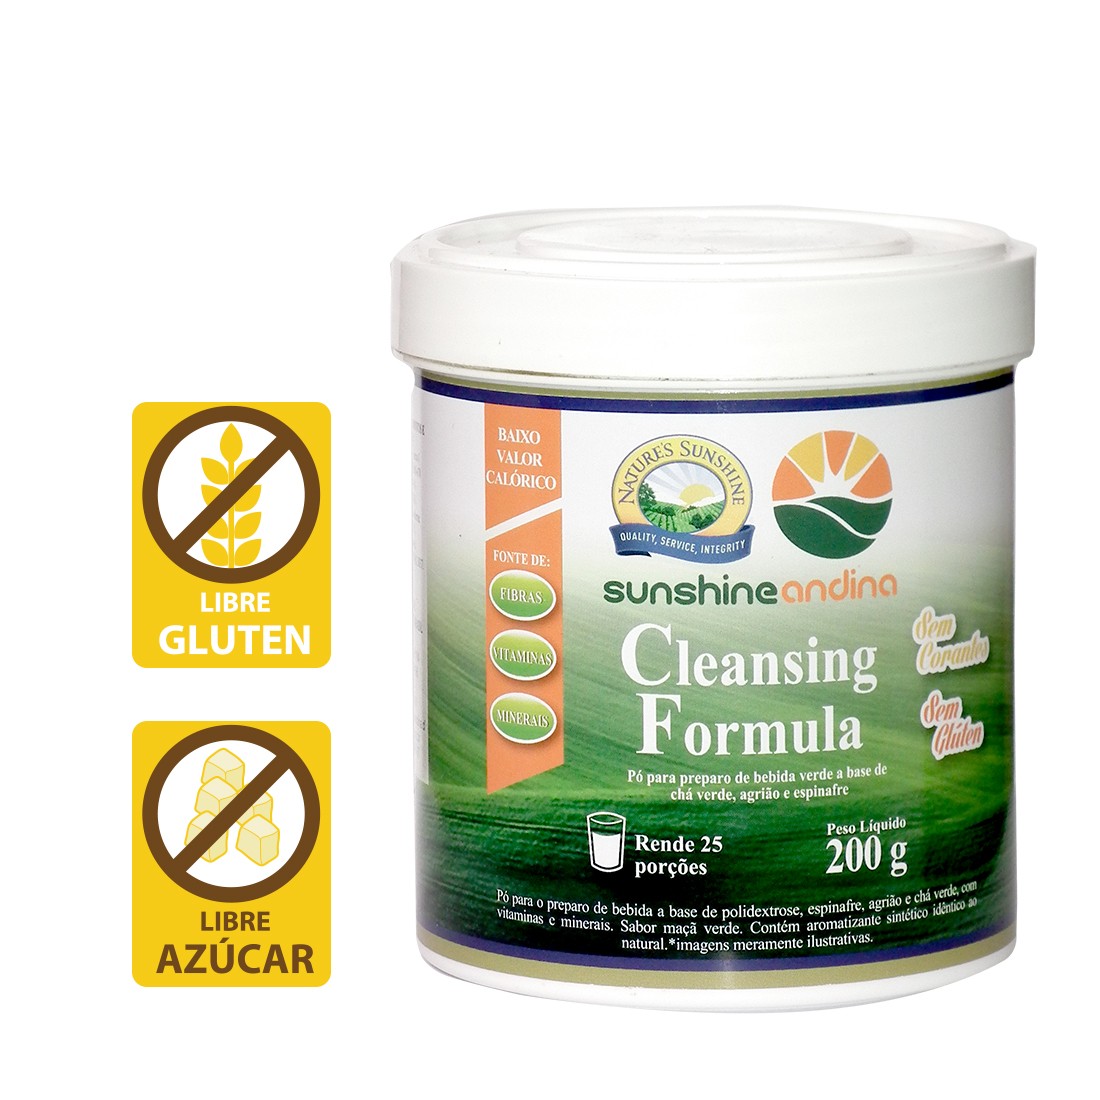 LIBRE
GLUTEN
LIBRE
AZÚCAR
BAIXO
VALOR
CALÓRICO
FONTE DE:
FIBRAS
VITAMINAS
MINERAIS
NATURE'S SUNSHINE
QUALITY, SERVICE, INTEGRITY
sunshineandina
Cleansing
Formula
Sem
Corantes
Sem
Glúten
Pó para preparo de bebida verde a base de
chá verde, agrião e espinafre
Rende 25
porções
Peso Líquido
200 g
Pó para o preparo de bebida a base de polidextrose, espinafre, agrião e chá verde, com
vitaminas e minerais. Sabor maçã verde. Contém aromatizante sintético idêntico ao
natural.*imagens meramente ilustrativas.